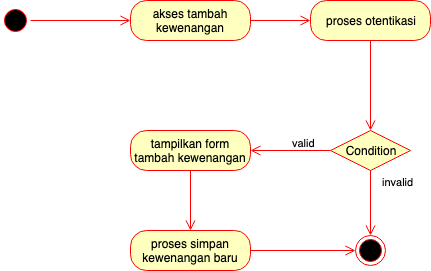 akses tambah
kewenangan
proses otentikasi
Condition
valid
invalid
tampilkan form
tambah kewenangan
proses simpan
kewenangan baru